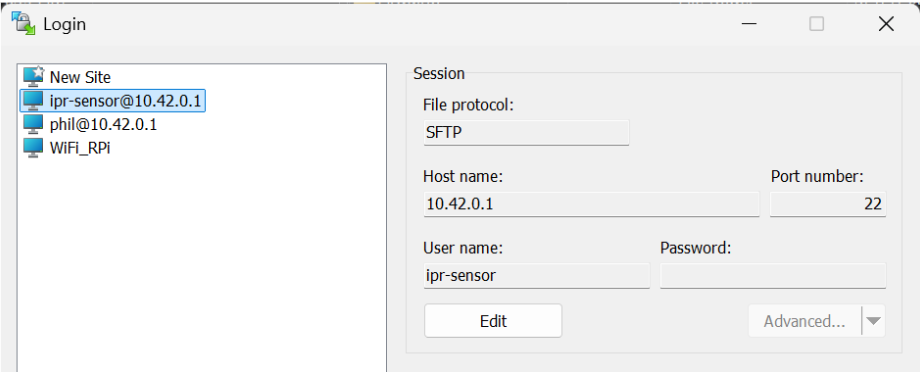 Login
New Site
ipr-sensor@10.42.0.1
phil@10.42.0.1
WiFi_RPi
Session
File protocol:
SFTP
Host name: Port number:
10.42.0.1 22
User name: Password:
ipr-sensor
Edit Advanced...